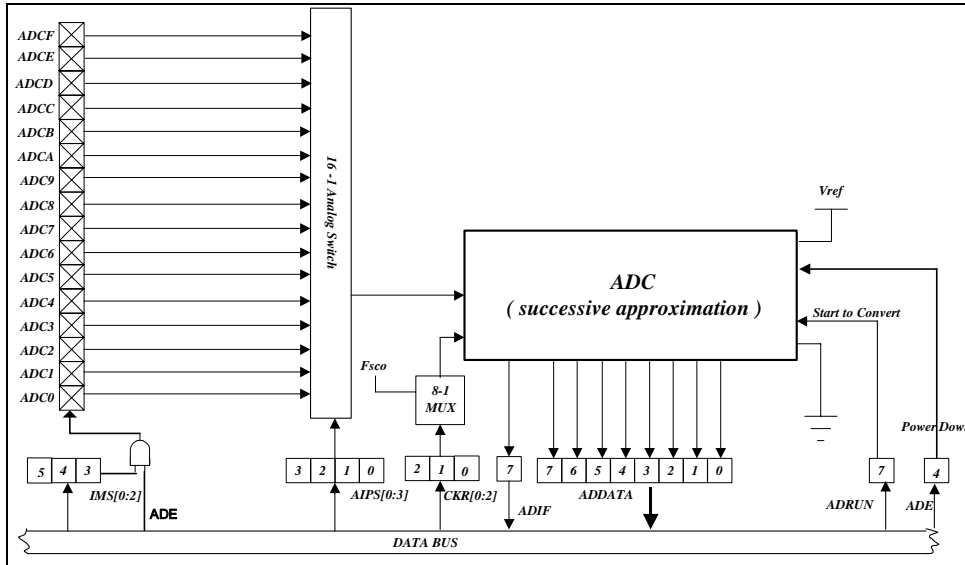 ADCF
ADCE
ADCD
ADCC
ADCB
ADCA
ADC9
ADC8
ADC7
ADC6
ADC5
ADC4
ADC3
ADC2
ADC1
ADC0
16 -1 Analog Switch
Vref
ADC
( successive approximation )
Start to Convert
Fsco
8-1
MUX
Power Down
5 4 3
3 2 1 0
2 1 0
7
7 6 5 4 3 2 1 0
7
4
IMS[0:2]
AIPS[0:3]
CKR[0:2]
ADIF
ADDATA
ADRUN
ADE
ADE
DATA BUS